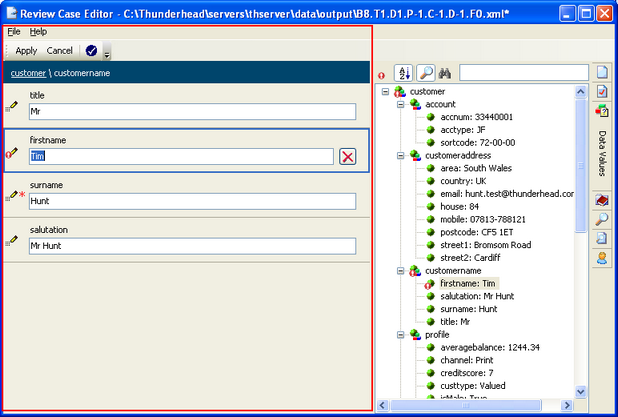 Review Case Editor - C:\Thunderhead\servers\thserver\data\output\B8.T1.D1.P-1.C-1.D-1.F0.xml*
File Help
Apply Cancel
customer \ customername
title
Mr
firstname
Tim
surname
* Hunt
salutation
Mr Hunt
customer
account
accnum: 33440001
acctype: JF
sortcode: 72-00-00
customeraddress
area: South Wales
country: UK
email: hunt.test@thunderhead.com
house: 84
mobile: 07813-788121
postcode: CF5 1ET
street1: Bromsom Road
street2: Cardiff
customername
firstname: Tim
salutation: Mr Hunt
surname: Hunt
title: Mr
profile
averagebalance: 1244.34
channel: Print
creditscore: 7
custtype: Valued
isMale: True
Data Values